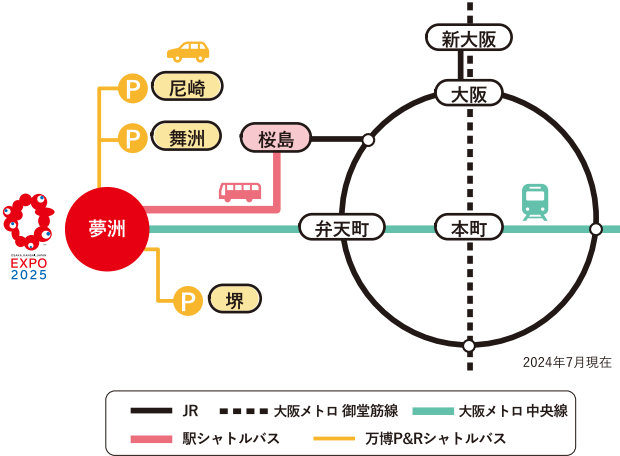 新大阪
P 尼崎
大阪
P 舞洲
桜島
夢洲
弁天町
本町
OSAKA, KANSAI, JAPAN
EXPO
2025
P 堺
2024年7月現在
JR
大阪メトロ 御堂筋線
大阪メトロ 中央線
駅シャトルバス
万博P&Rシャトルバス